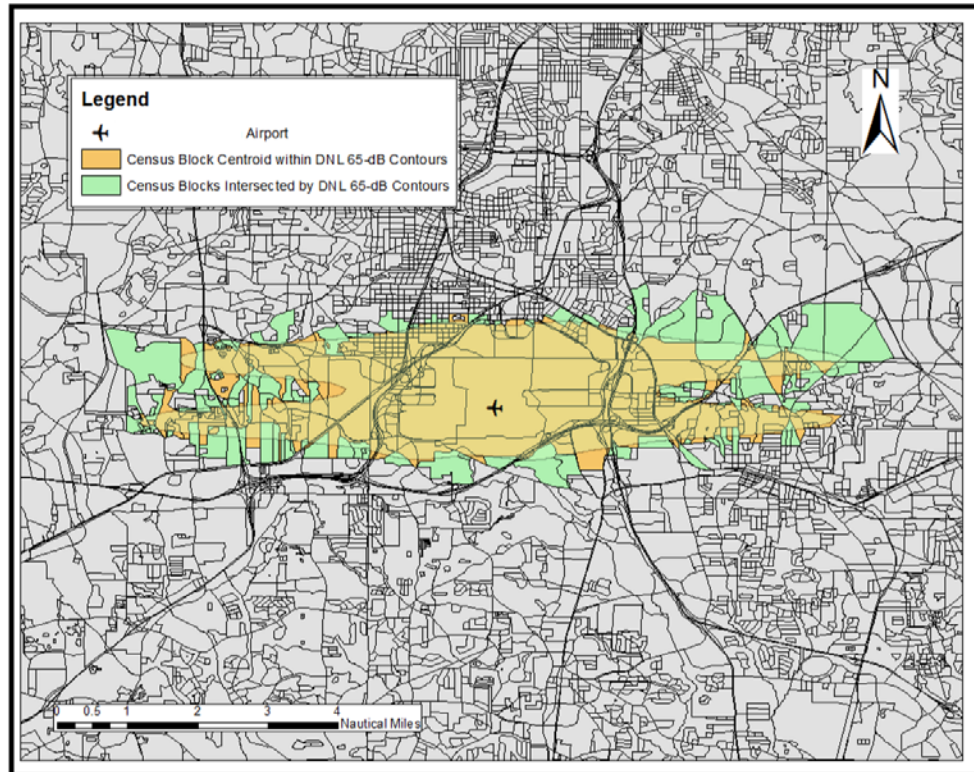 N
Legend
Airport
Census Block Centroid within DNL 65-dB Contours
Census Blocks Intersected by DNL 65-dB Contours
0 0.5 1 2 3 4
Nautical Miles